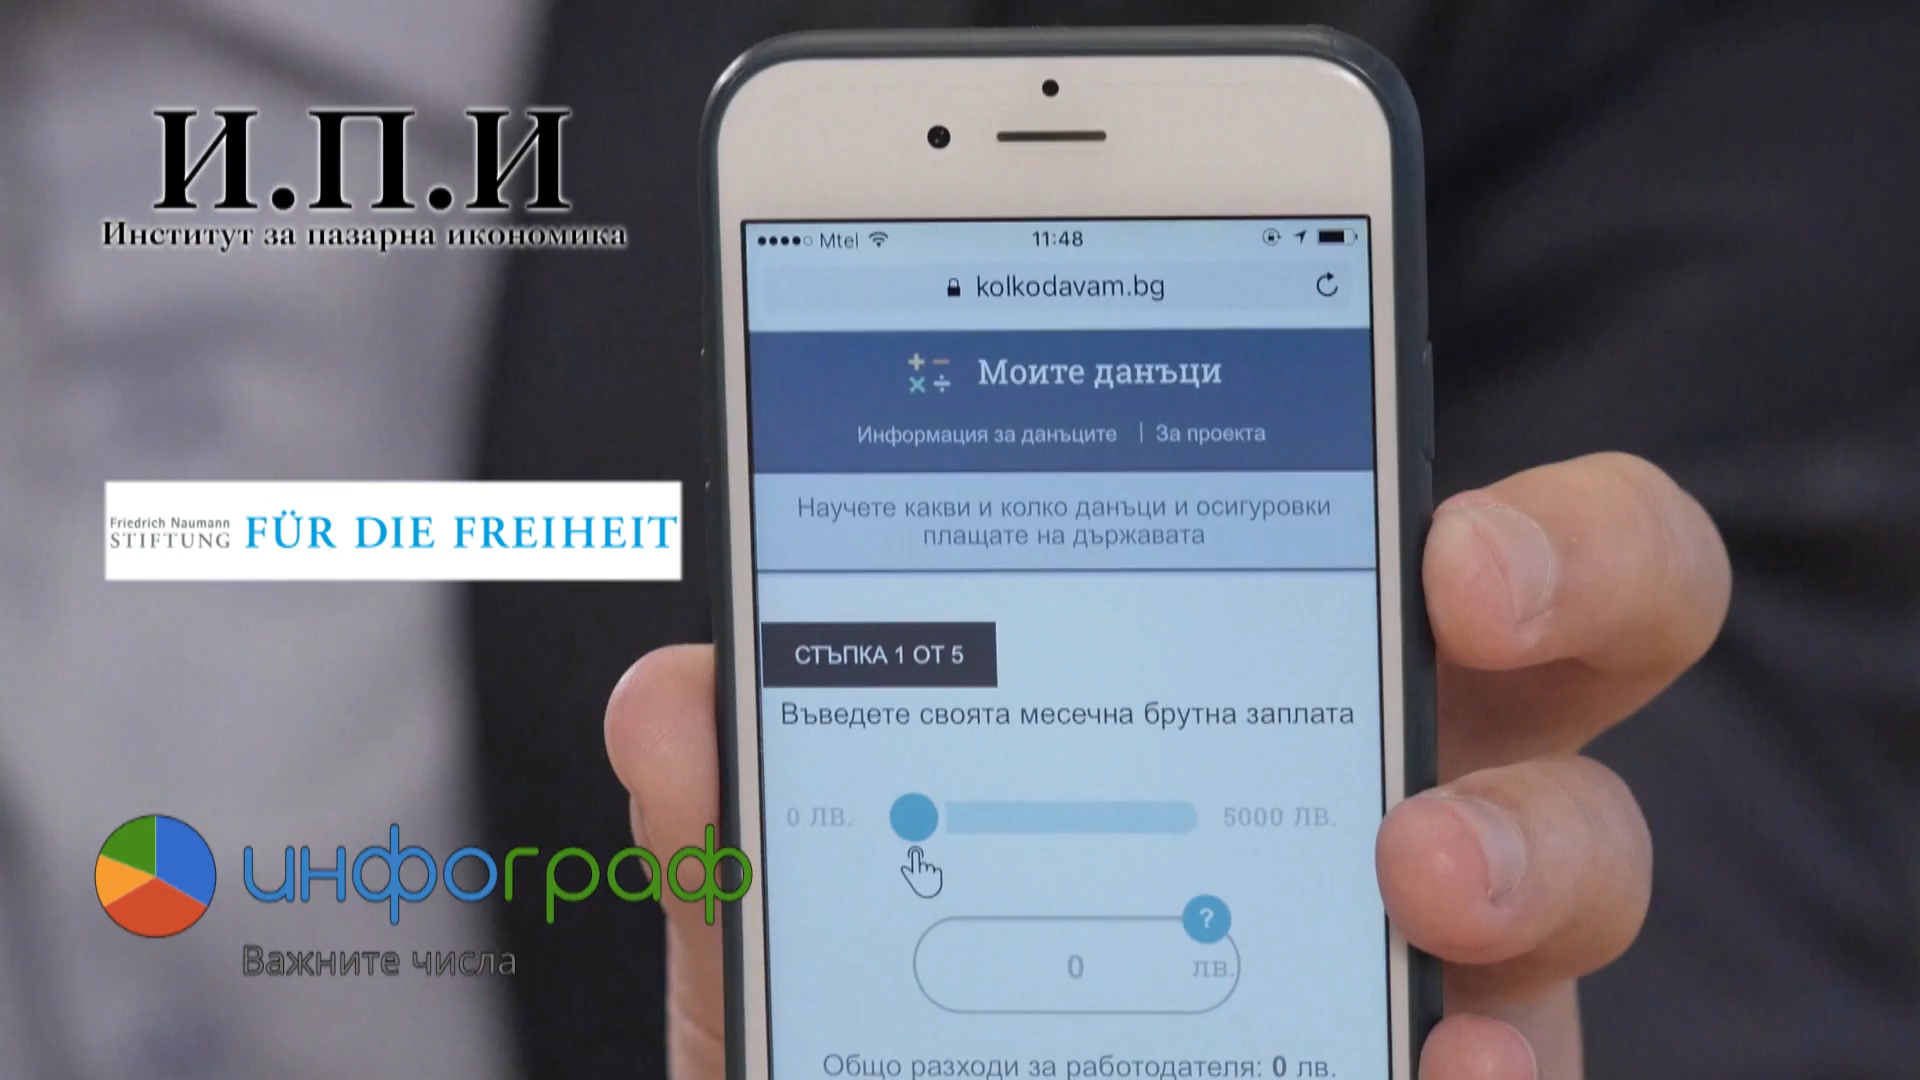 И.П.И
Институт за пазарна икономика
Friedrich Naumann
STIFTUNG FÜR DIE FREIHEIT
инфограф
Важните числа
Mtel 11:48
kolkodavam.bg
Моите данъци
Информация за данъците | За проекта
Научете какви и колко данъци и осигуровки
плащате на държавата
СТЪПКА 1 ОТ 5
Въведете своята месечна брутна заплата
0 ЛВ. 5000 ЛВ.
?
0 ЛВ.
Общо разходи за работодателя: 0 лв.